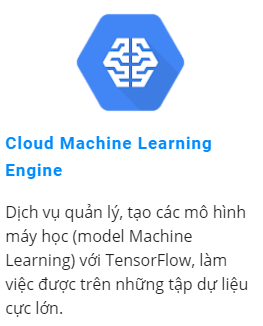 Cloud Machine Learning
Engine
Dịch vụ quản lý, tạo các mô hình
máy học (model Machine
Learning) với TensorFlow, làm
việc được trên những tập dự liệu
cực lớn.